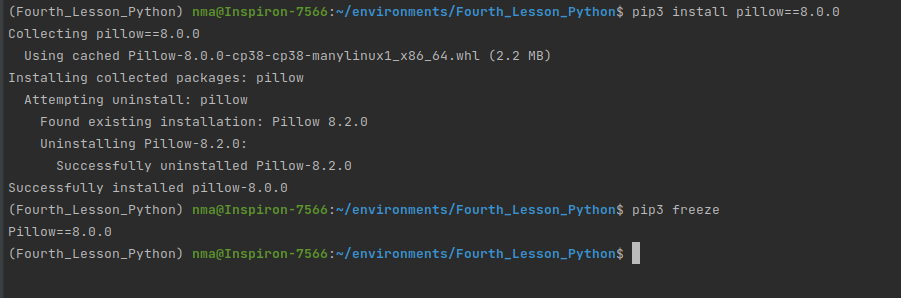 (Fourth_Lesson_Python) nma@Inspiron-7566:~/environments/Fourth_Lesson_Python$ pip3 install pillow==8.0.0
Collecting pillow==8.0.0
  Using cached Pillow-8.0.0-cp38-cp38-manylinux1_x86_64.whl (2.2 MB)
Installing collected packages: pillow
  Attempting uninstall: pillow
    Found existing installation: Pillow 8.2.0
    Uninstalling Pillow-8.2.0:
      Successfully uninstalled Pillow-8.2.0
Successfully installed pillow-8.0.0
(Fourth_Lesson_Python) nma@Inspiron-7566:~/environments/Fourth_Lesson_Python$ pip3 freeze
Pillow==8.0.0
(Fourth_Lesson_Python) nma@Inspiron-7566:~/environments/Fourth_Lesson_Python$